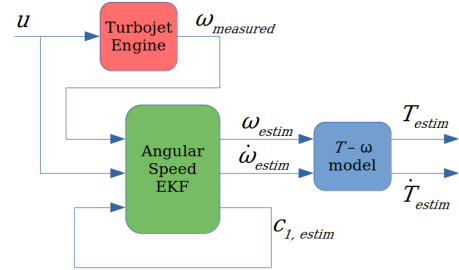 u
Turbojet
Engine
ω_measured
Angular
Speed
EKF
ω_estim
ω̇_estim
T – ω
model
T_estim
Ṫ_estim
c_1, estim